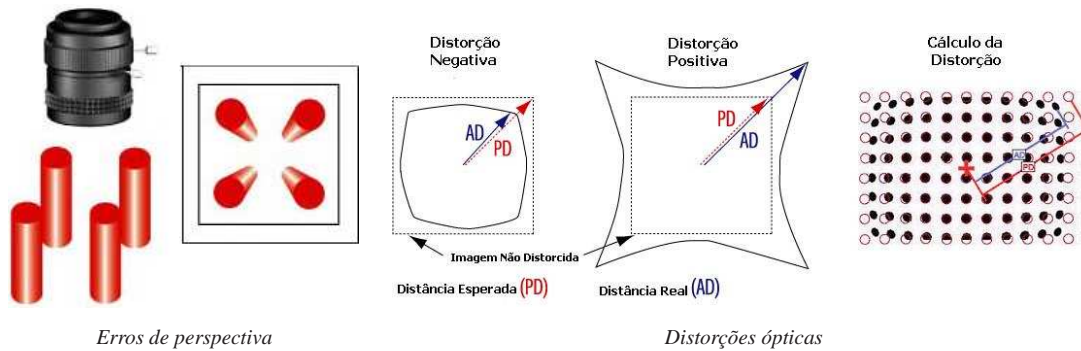 Distorção
Negativa
Distorção
Positiva
Cálculo da
Distorção
AD
PD
PD
AD
AD
PD
Imagem Não Distorcida
Distância Esperada (PD)
Distância Real (AD)
Erros de perspectiva
Distorções ópticas